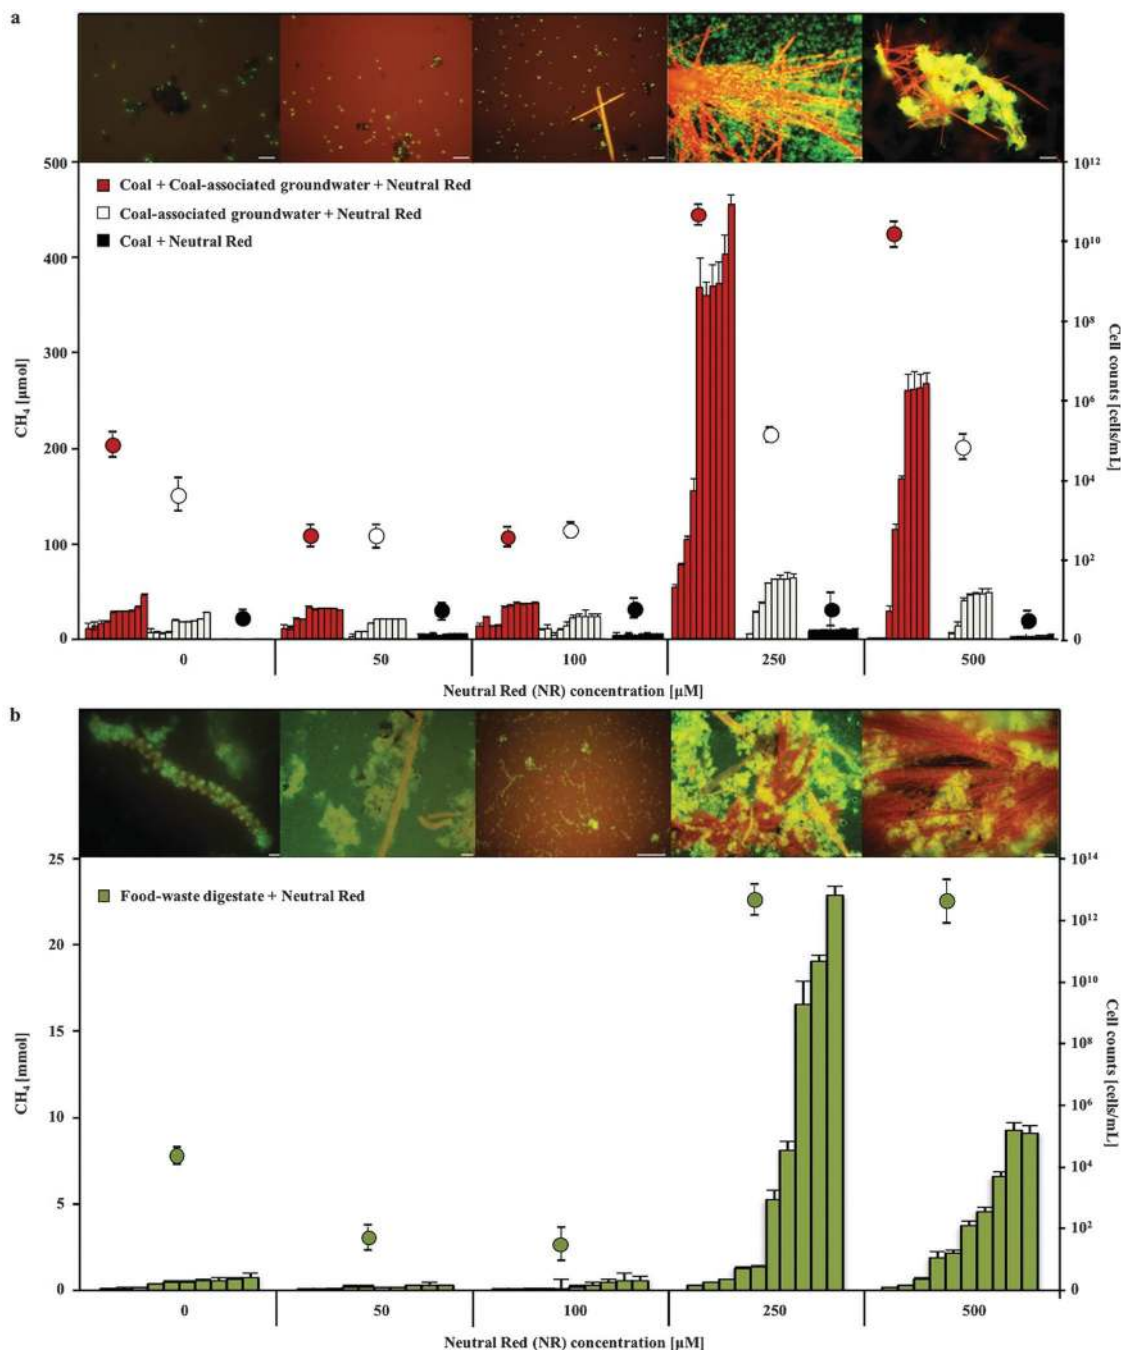 a
500
400
300
200
100
0
CH₄ [µmol]
Coal + Coal-associated groundwater + Neutral Red
Coal-associated groundwater + Neutral Red
Coal + Neutral Red
10¹²
10¹⁰
10⁸
10⁶
10⁴
10²
0
Cell counts [cells/mL]
0 50 100 250 500
Neutral Red (NR) concentration [µM]
b
25
20
15
10
5
0
CH₄ [mmol]
Food-waste digestate + Neutral Red
10¹⁴
10¹²
10¹⁰
10⁸
10⁶
10⁴
10²
0
Cell counts [cells/mL]
0 50 100 250 500
Neutral Red (NR) concentration [µM]